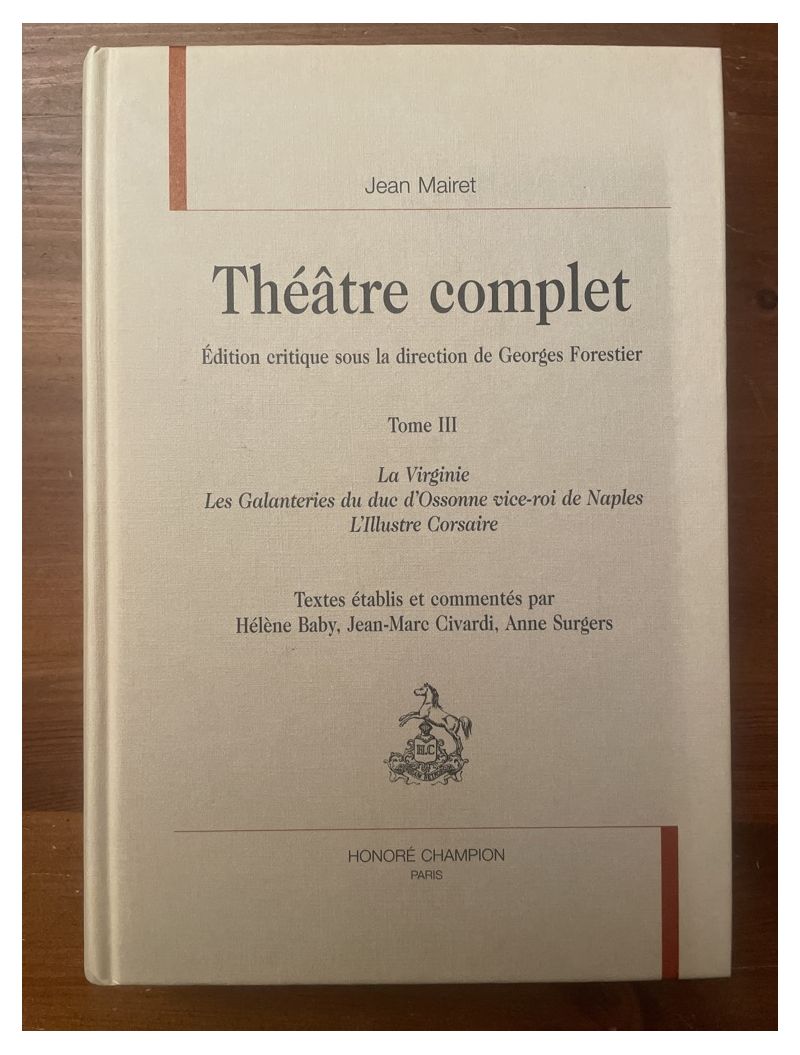 Jean Mairet
Théâtre complet
Édition critique sous la direction de Georges Forestier
Tome III
La Virginie
Les Galanteries du duc d'Ossonne vice-roi de Naples
L'Illustre Corsaire
Textes établis et commentés par
Hélène Baby, Jean-Marc Civardi, Anne Surgers
H.C
HONORÉ CHAMPION
PARIS